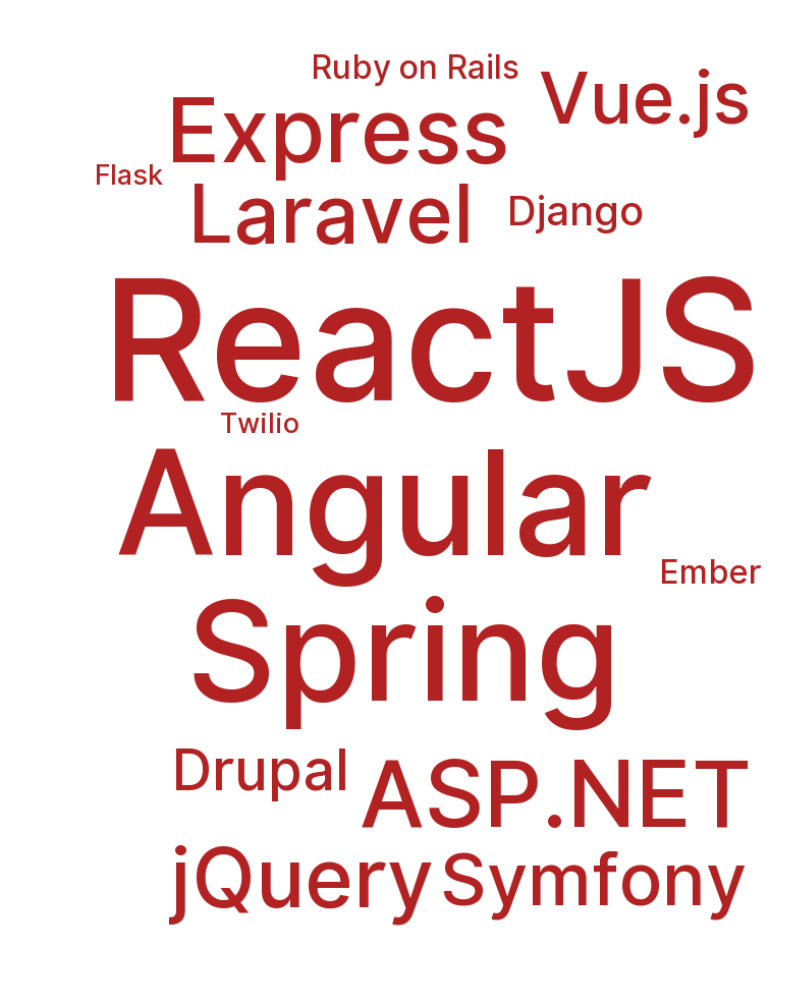 Ruby on Rails
Vue.js
Express
Flask
Laravel
Django
ReactJS
Twilio
Angular
Ember
Spring
Drupal
ASP.NET
jQuery
Symfony